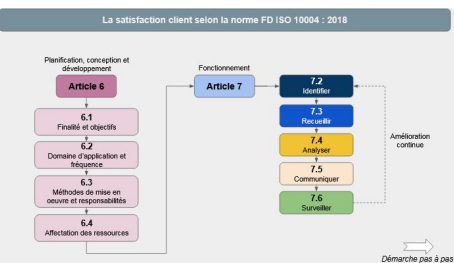 La satisfaction client selon la norme FD ISO 10004 : 2018
Planification, conception et
développement
Article 6
6.1
Finalité et objectifs
6.2
Domaine d'application et
fréquence
6.3
Méthodes de mise en
oeuvre et responsabilités
6.4
Affectation des ressources
Fonctionnement
Article 7
7.2
Identifier
7.3
Recueillir
7.4
Analyser
7.5
Communiquer
7.6
Surveiller
Amélioration
continue
Démarche pas à pas